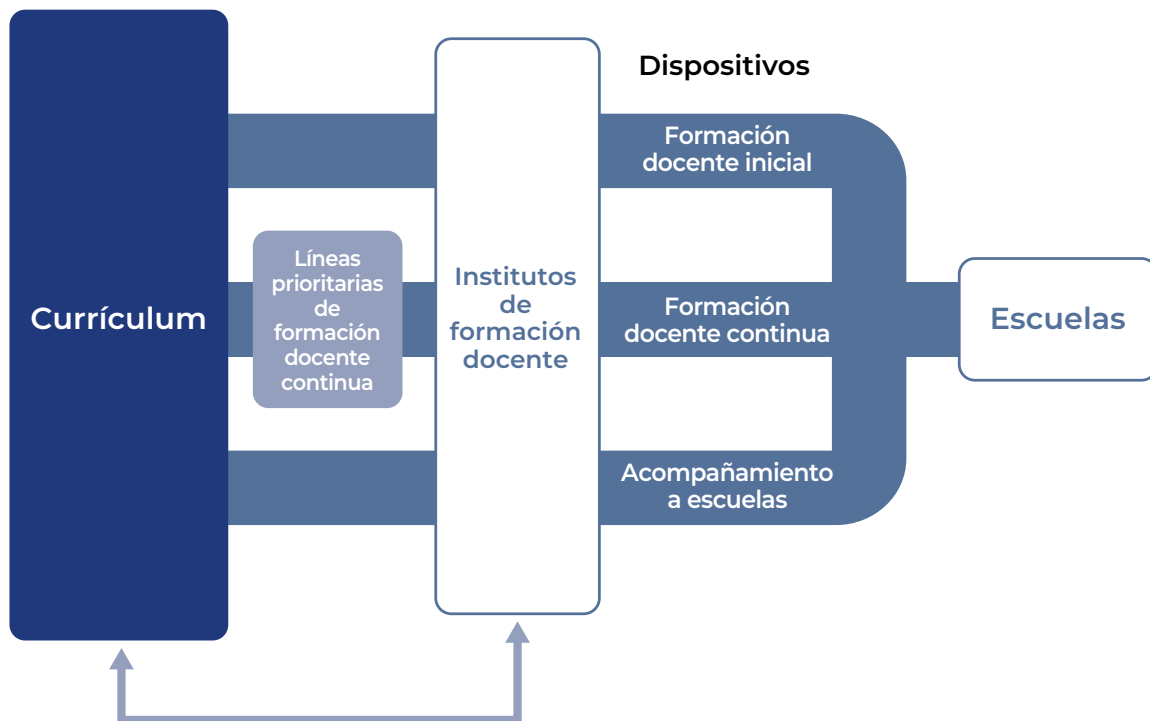 Dispositivos
Currículum
Líneas
prioritarias
de
formación
docente
continua
Institutos
de
formación
docente
Formación
docente inicial
Formación
docente continua
Acompañamiento
a escuelas
Escuelas